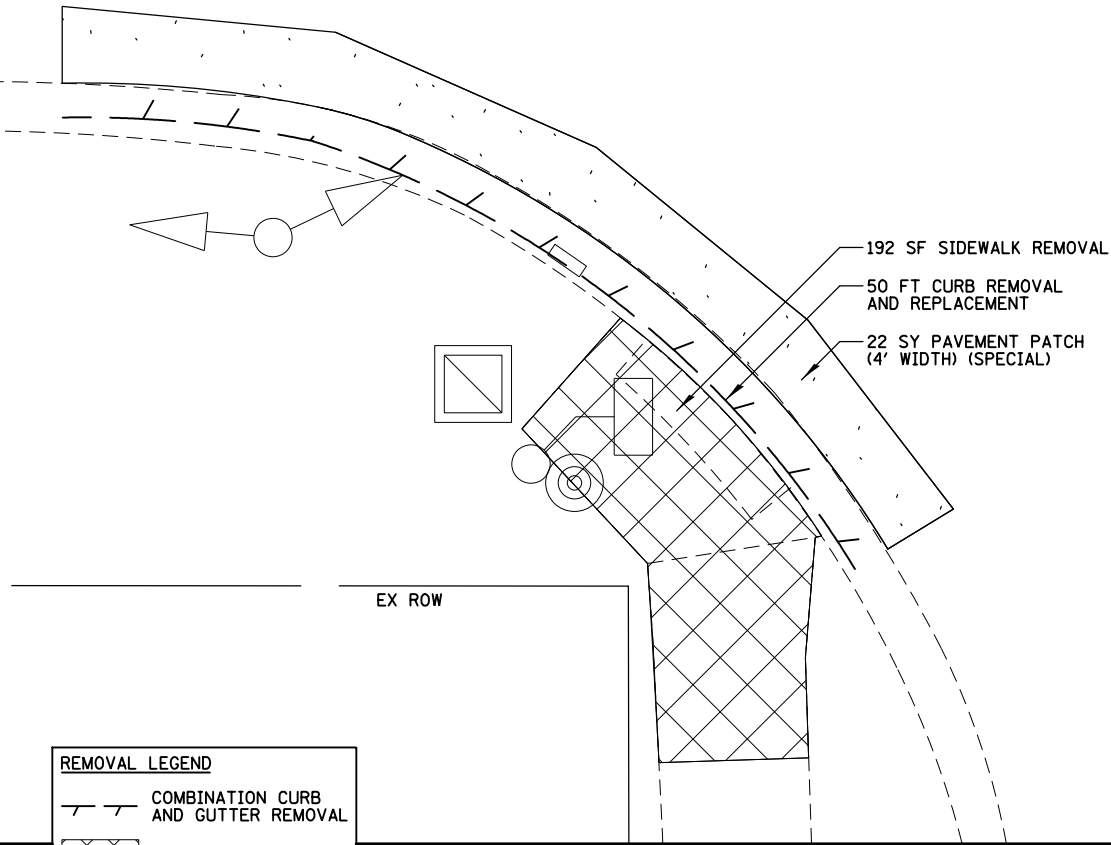 192 SF SIDEWALK REMOVAL
50 FT CURB REMOVAL
AND REPLACEMENT
22 SY PAVEMENT PATCH
(4' WIDTH) (SPECIAL)
EX ROW
REMOVAL LEGEND
COMBINATION CURB
AND GUTTER REMOVAL